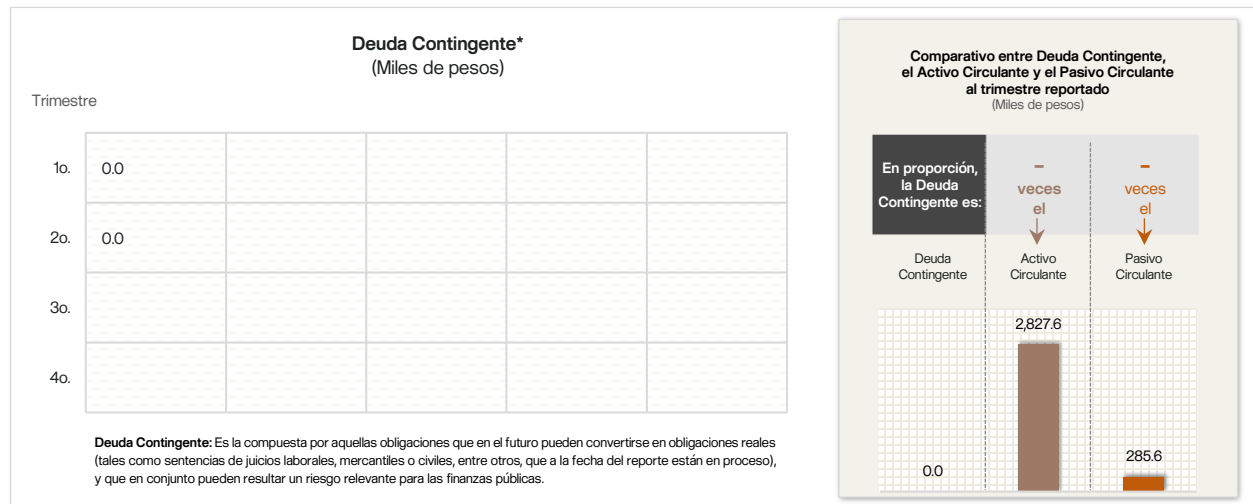 Deuda Contingente*
(Miles de pesos)
Trimestre
1o. 0.0
2o. 0.0
3o.
4o.
Deuda Contingente: Es la compuesta por aquellas obligaciones que en el futuro pueden convertirse en obligaciones reales
(tales como sentencias de juicios laborales, mercantiles o civiles, entre otros, que a la fecha del reporte están en proceso),
y que en conjunto pueden resultar un riesgo relevante para las finanzas públicas.
Comparativo entre Deuda Contingente,
el Activo Circulante y el Pasivo Circulante
al trimestre reportado
(Miles de pesos)
En proporción,
la Deuda
Contingente es:
–
veces
el
–
veces
el
Deuda
Contingente
Activo
Circulante
Pasivo
Circulante
0.0
2,827.6
285.6